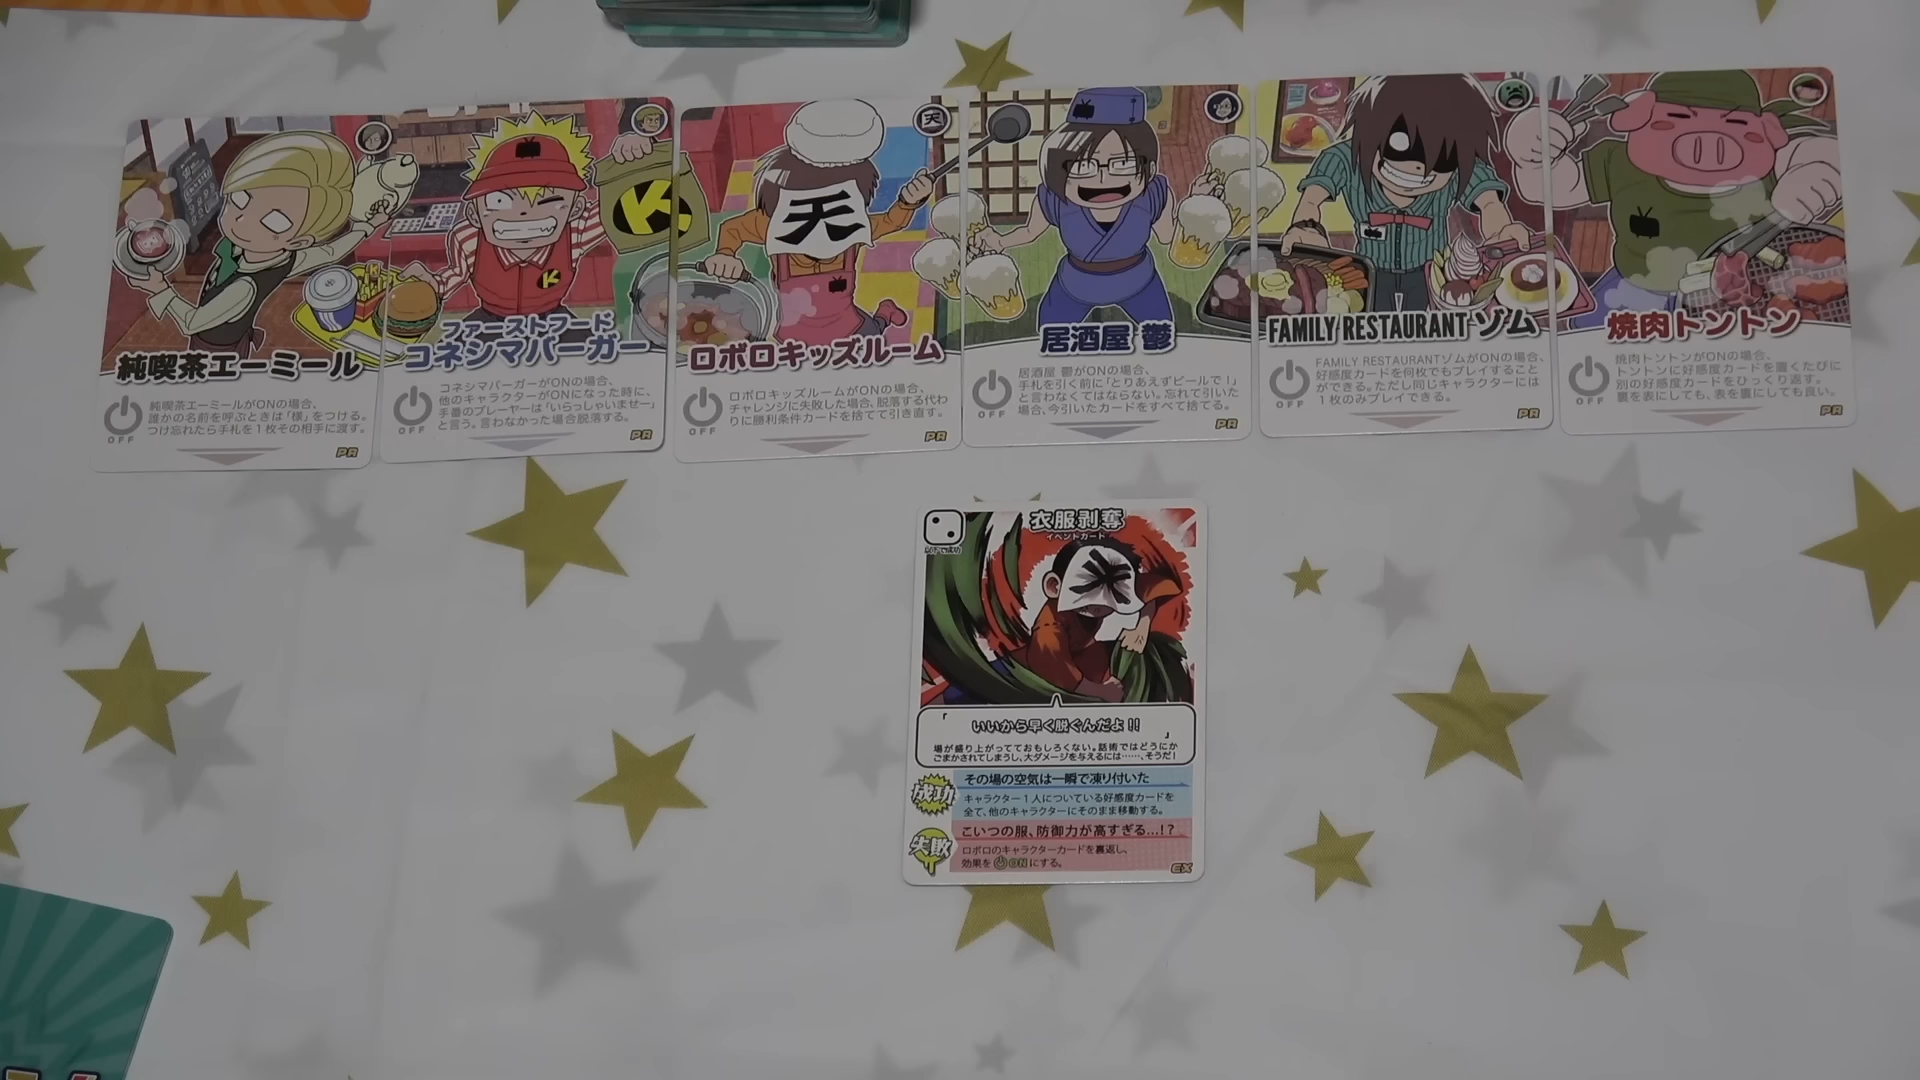 純喫茶エーミール
純喫茶エーミールがONの場合、
誰かの名前を呼ぶときは「様」をつける。
つけ忘れたら手札を1枚その相手に渡す。
OFF
PR
K
K
ファーストフード
コネシマバーガー
コネシマバーガーがONの場合、
他のキャラクターがONになった時に、
手番のプレーヤーは「いらっしゃいませー」
と言う。言わなかった場合脱落する。
OFF
PR
天
天
ロボロキッズルーム
ロボロキッズルームがONの場合、
チャレンジに失敗した場合、脱落する代わ
りに勝利条件カードを捨てて引き直す。
OFF
PR
居酒屋 鬱
居酒屋 鬱がONの場合、
手札を引く前に「とりあえずビールで!」
と言わなくてはならない。忘れて引いた
場合、今引いたカードをすべて捨てる。
OFF
PR
FAMILY RESTAURANT ゾム
FAMILY RESTAURANTゾムがONの場合、
好感度カードを何枚でもプレイすること
ができる。ただし同じキャラクターには
1枚のみプレイできる。
OFF
PR
焼肉トントン
焼肉トントンがONの場合、
トントンに好感度カードを置くたびに
別の好感度カードをひっくり返す。
裏を表にしても、表を裏にしても良い。
OFF
PR
衣服剥奪
イベントカード
「いいから早く脱ぐんだよ!!」
場が盛り上がってておもしろくない。話術ではどうにか
ごまかされてしまうし、大ダメージを与えるには……、そうだ!
成功
その場の空気は一瞬で凍り付いた
キャラクター1人についている好感度カードを
全て、他のキャラクターにそのまま移動する。
失敗
こいつの服、防御力が高すぎる…!?
ロボロのキャラクターカードを裏返し、
効果をONにする。
EX